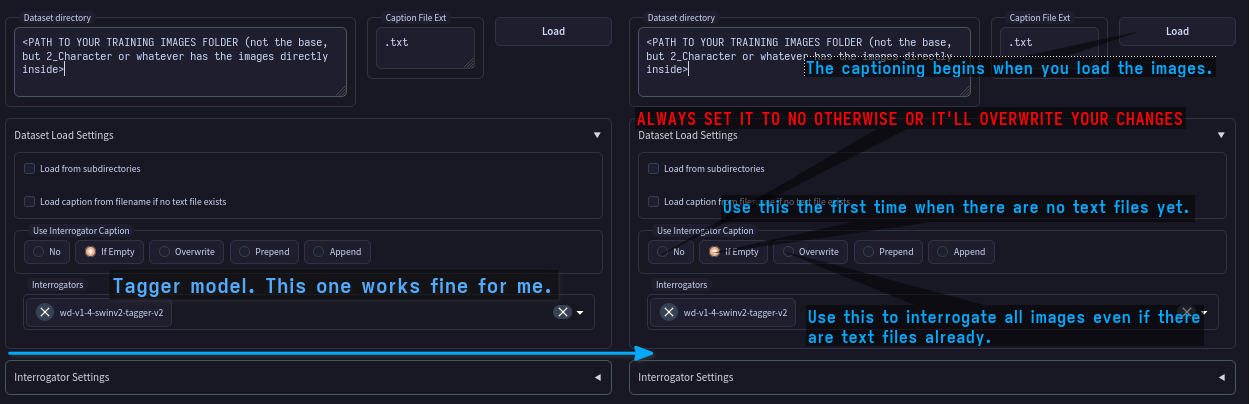 Dataset directory
<PATH TO YOUR TRAINING IMAGES FOLDER (not the base,
but 2_Character or whatever has the images directly
inside>
Caption File Ext
.txt
Load
Dataset Load Settings
Load from subdirectories
Load caption from filename if no text file exists
Use Interrogator Caption
No
If Empty
Overwrite
Prepend
Append
Interrogators
Tagger model. This one works fine for me.
wd-v1-4-swinv2-tagger-v2
Interrogator Settings
Dataset directory
<PATH TO YOUR TRAINING IMAGES FOLDER (not the base,
but 2_Character or whatever has the images directly
inside>
Caption File Ext
.txt
Load
The captioning begins when you load the images.
ALWAYS SET IT TO NO OTHERWISE OR IT'LL OVERWRITE YOUR CHANGES
Dataset Load Settings
Load from subdirectories
Load caption from filename if no text file exists
Use this the first time when there are no text files yet.
Use Interrogator Caption
No
If Empty
Overwrite
Prepend
Append
Interrogators
wd-v1-4-swinv2-tagger-v2
Use this to interrogate all images even if there
are text files already.
Interrogator Settings